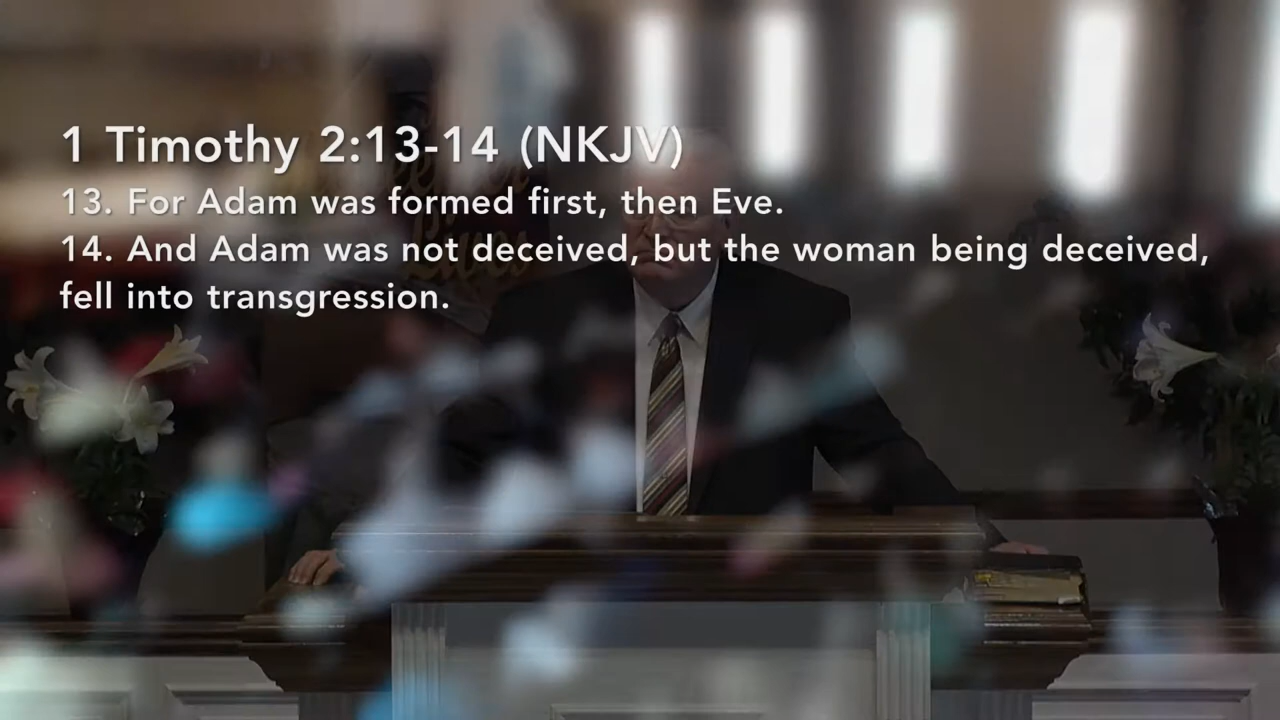 1 Timothy 2:13-14 (NKJV)
13. For Adam was formed first, then Eve.
14. And Adam was not deceived, but the woman being deceived,
fell into transgression.